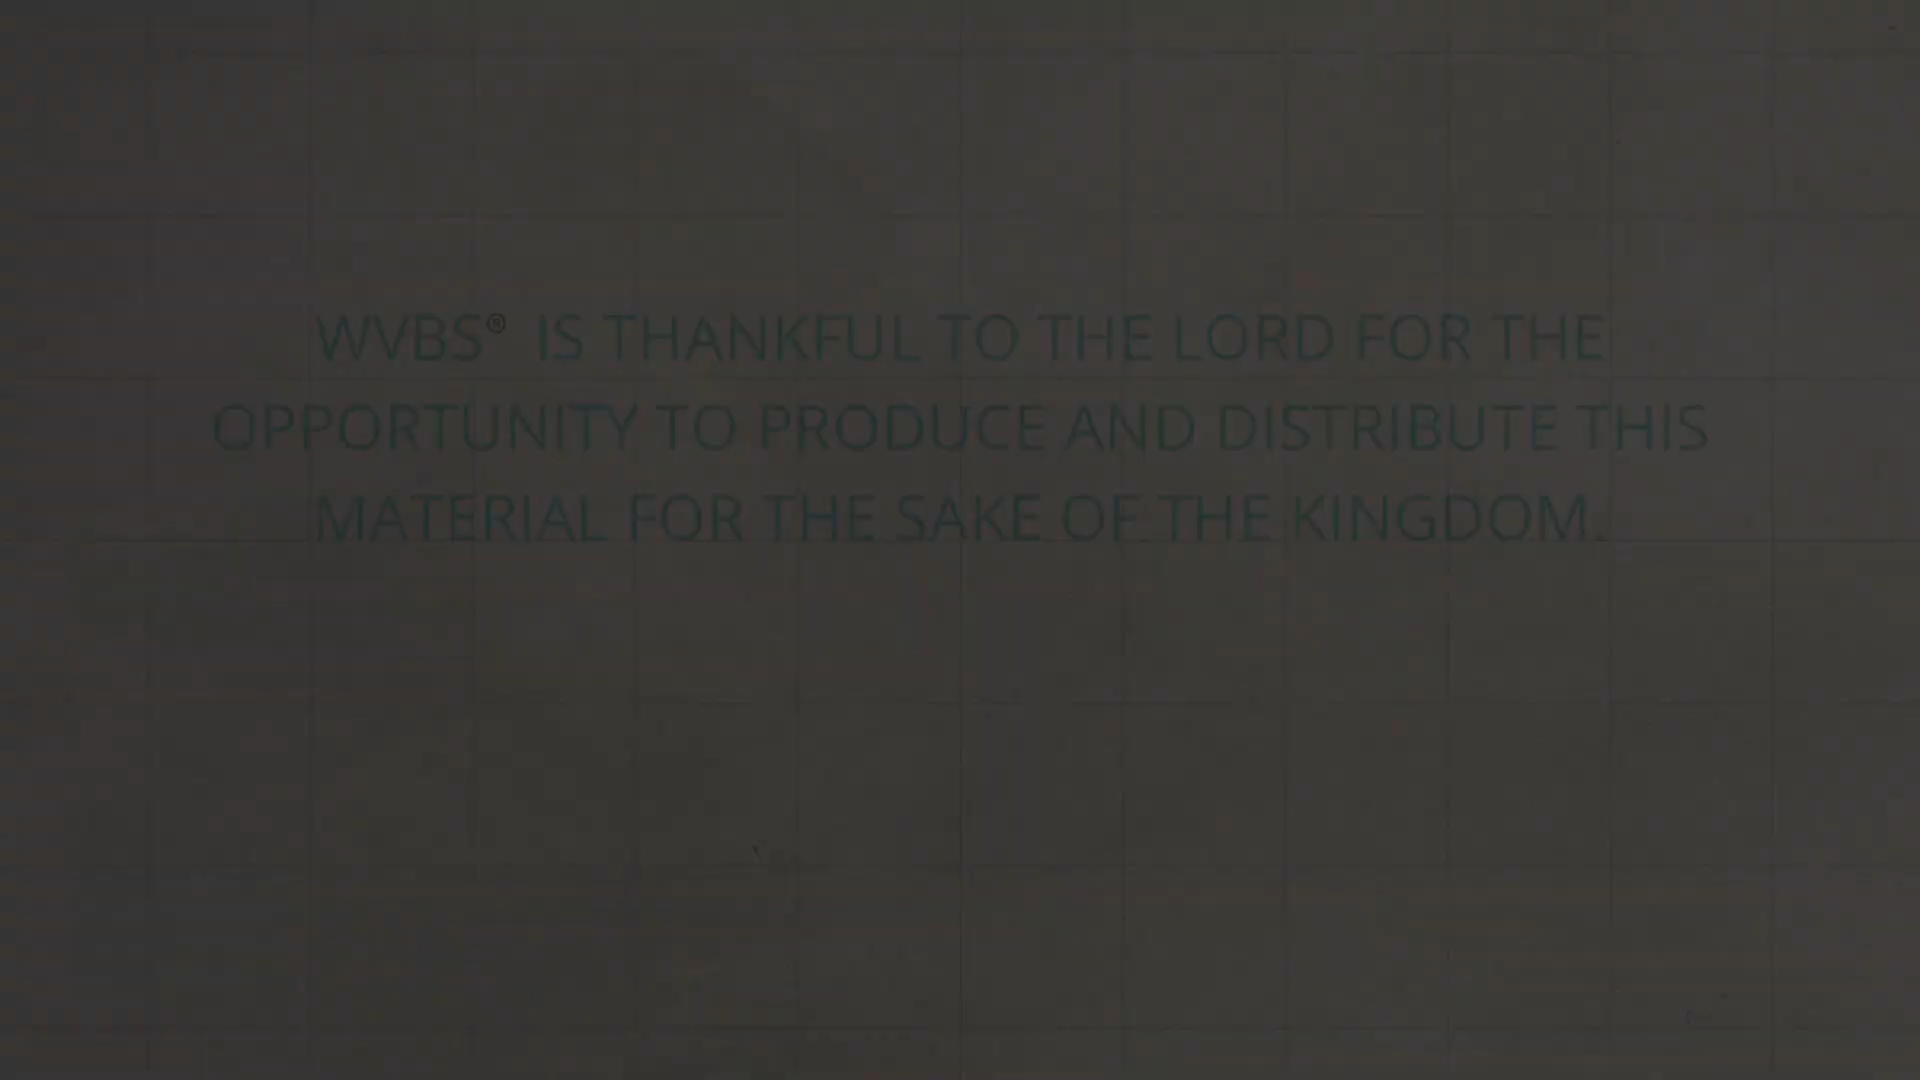 WVBS® IS THANKFUL TO THE LORD FOR THE
OPPORTUNITY TO PRODUCE AND DISTRIBUTE THIS
MATERIAL FOR THE SAKE OF THE KINGDOM.